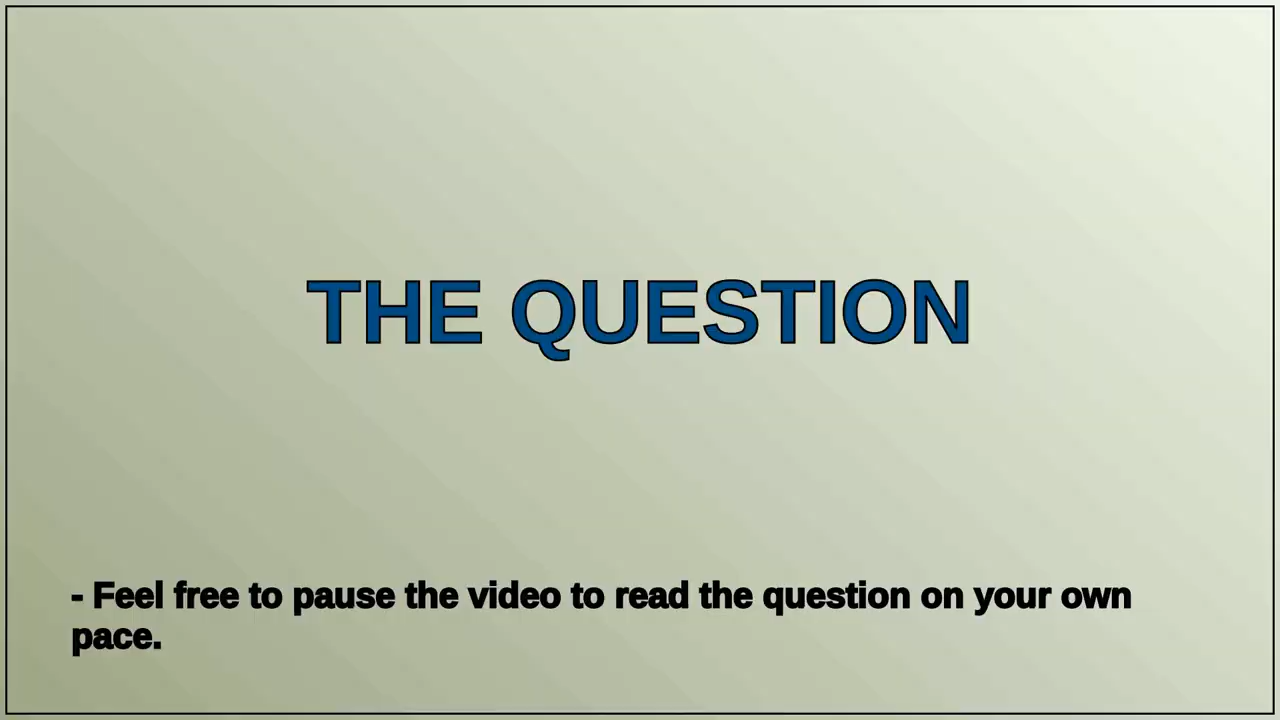 THE QUESTION
- Feel free to pause the video to read the question on your own
pace.